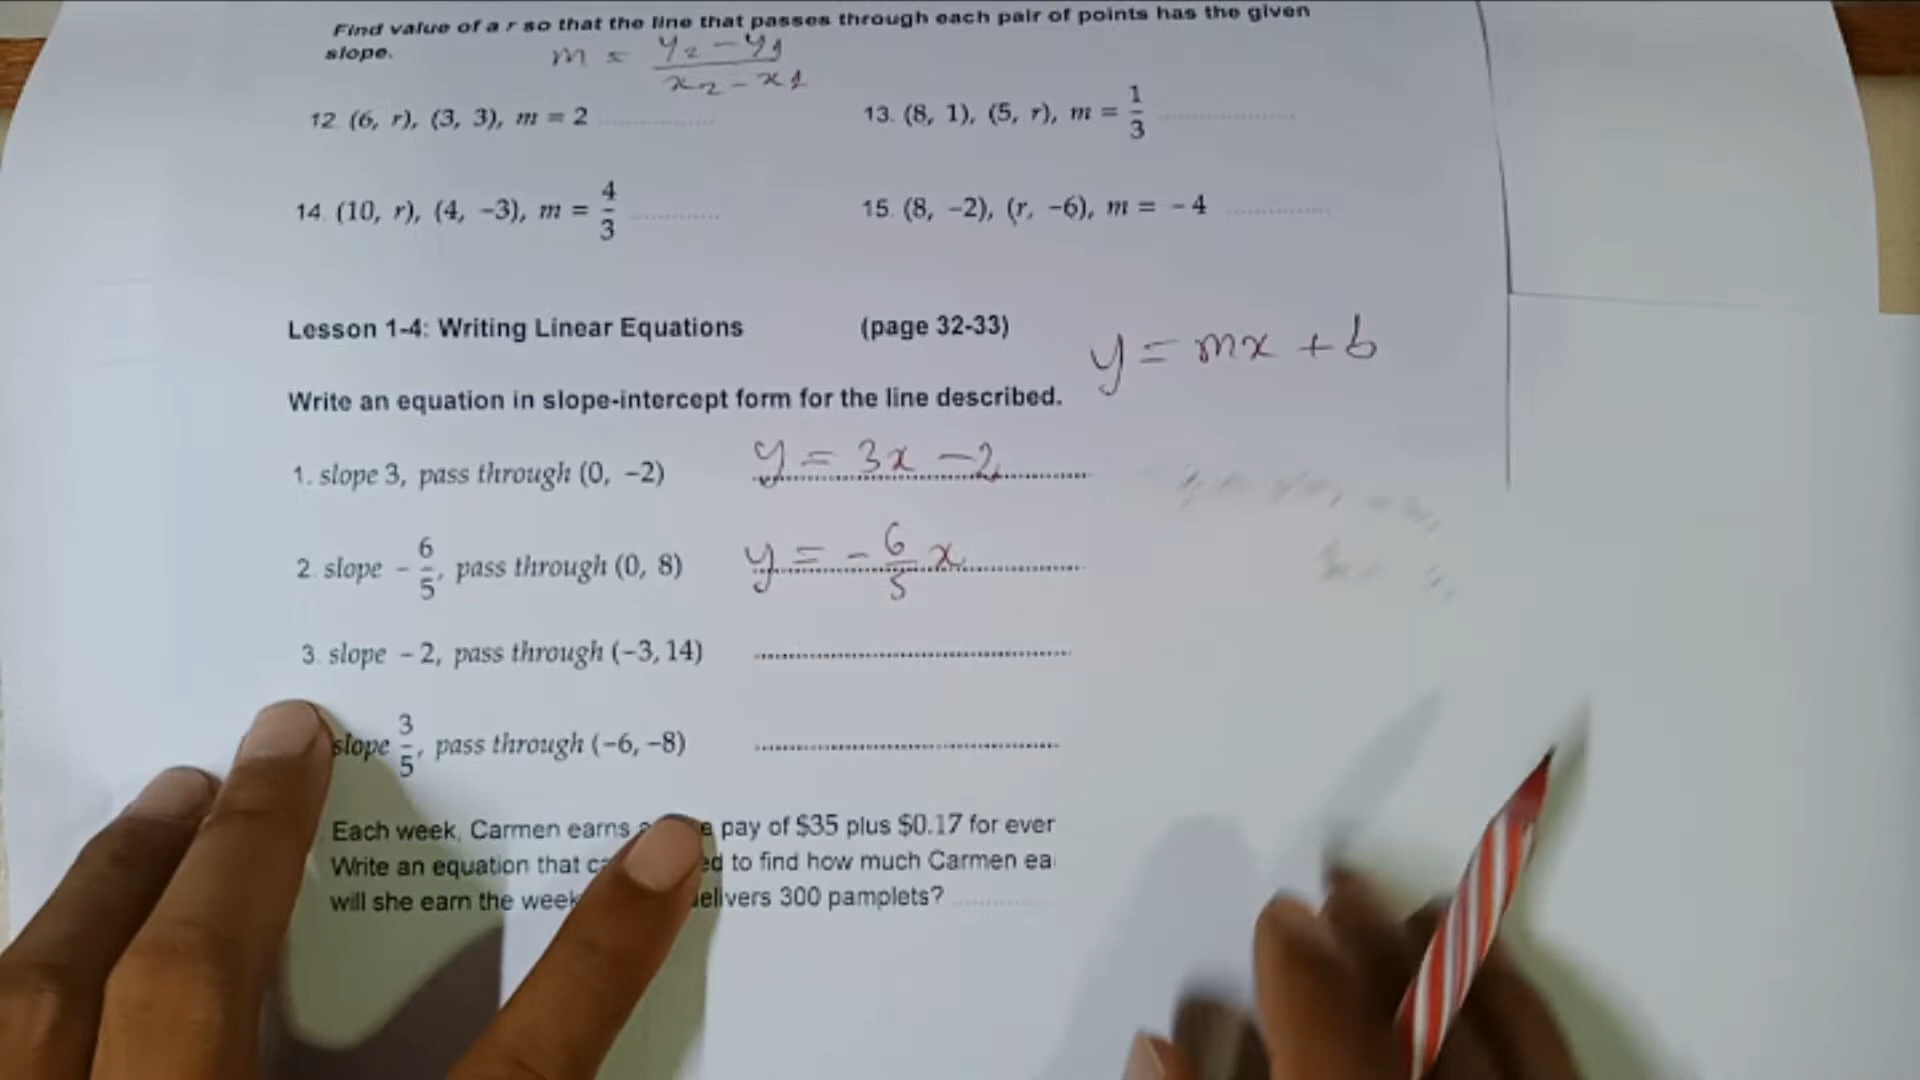 Find value of a r so that the line that passes through each pair of points has the given
slope. m = y₂ - y₁ / x₂ - x₁
12. (6, r), (3, 3), m = 2 ............... 13. (8, 1), (5, r), m = 1/3 ...............
14. (10, r), (4, −3), m = 4/3 ............... 15. (8, −2), (r, −6), m = − 4 ...............
Lesson 1-4: Writing Linear Equations (page 32-33)
y = mx + b
Write an equation in slope-intercept form for the line described.
1. slope 3, pass through (0, −2) y = 3x − 2
2. slope − 6/5, pass through (0, 8) y = − 6/5 x
3. slope − 2, pass through (−3, 14) ...............
slope 3/5, pass through (−6, −8) ...............
Each week, Carmen earns pay of $35 plus $0.17 for ever
Write an equation that to find how much Carmen ea
will she earn the week elivers 300 pamplets? ...............